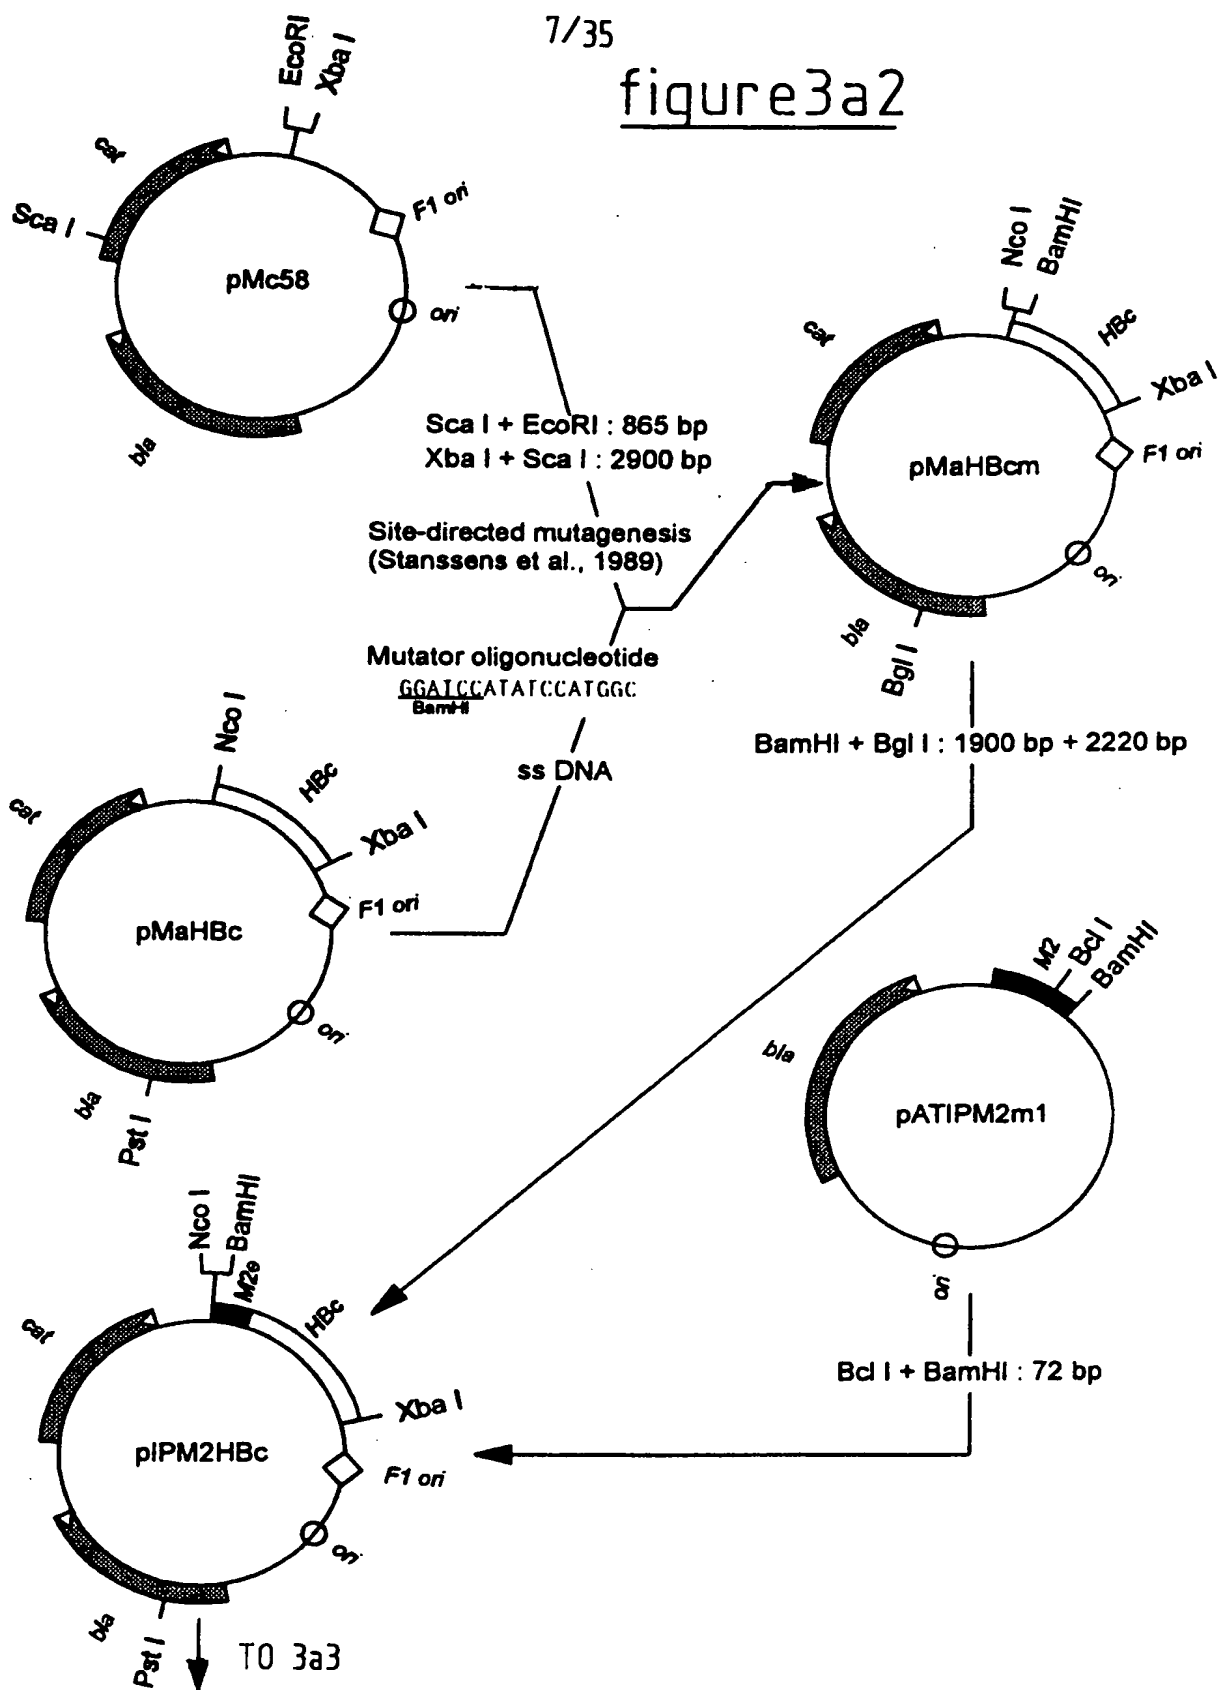 7/35
figure3a2
EcoRI
Xba I
cat
Sca I
F1 ori
pMc58
ori
bla
Sca I + EcoRI : 865 bp
Xba I + Sca I : 2900 bp
Site-directed mutagenesis
(Stanssens et al., 1989)
Mutator oligonucleotide
GGATCCATATCCATGGC
BamHI
ss DNA
Nco I
BamHI
cat
HBc
Xba I
F1 ori
pMaHBcm
ori
bla
Bgl I
BamHI + Bgl I : 1900 bp + 2220 bp
Nco I
cat
HBc
Xba I
F1 ori
pMaHBc
ori
bla
Pst I
M2
Bcl I
BamHI
bla
pATIPM2m1
ori
Bcl I + BamHI : 72 bp
Nco I
BamHI
M2e
cat
HBc
Xba I
pIPM2HBc
F1 ori
ori
bla
Pst I
TO 3a3